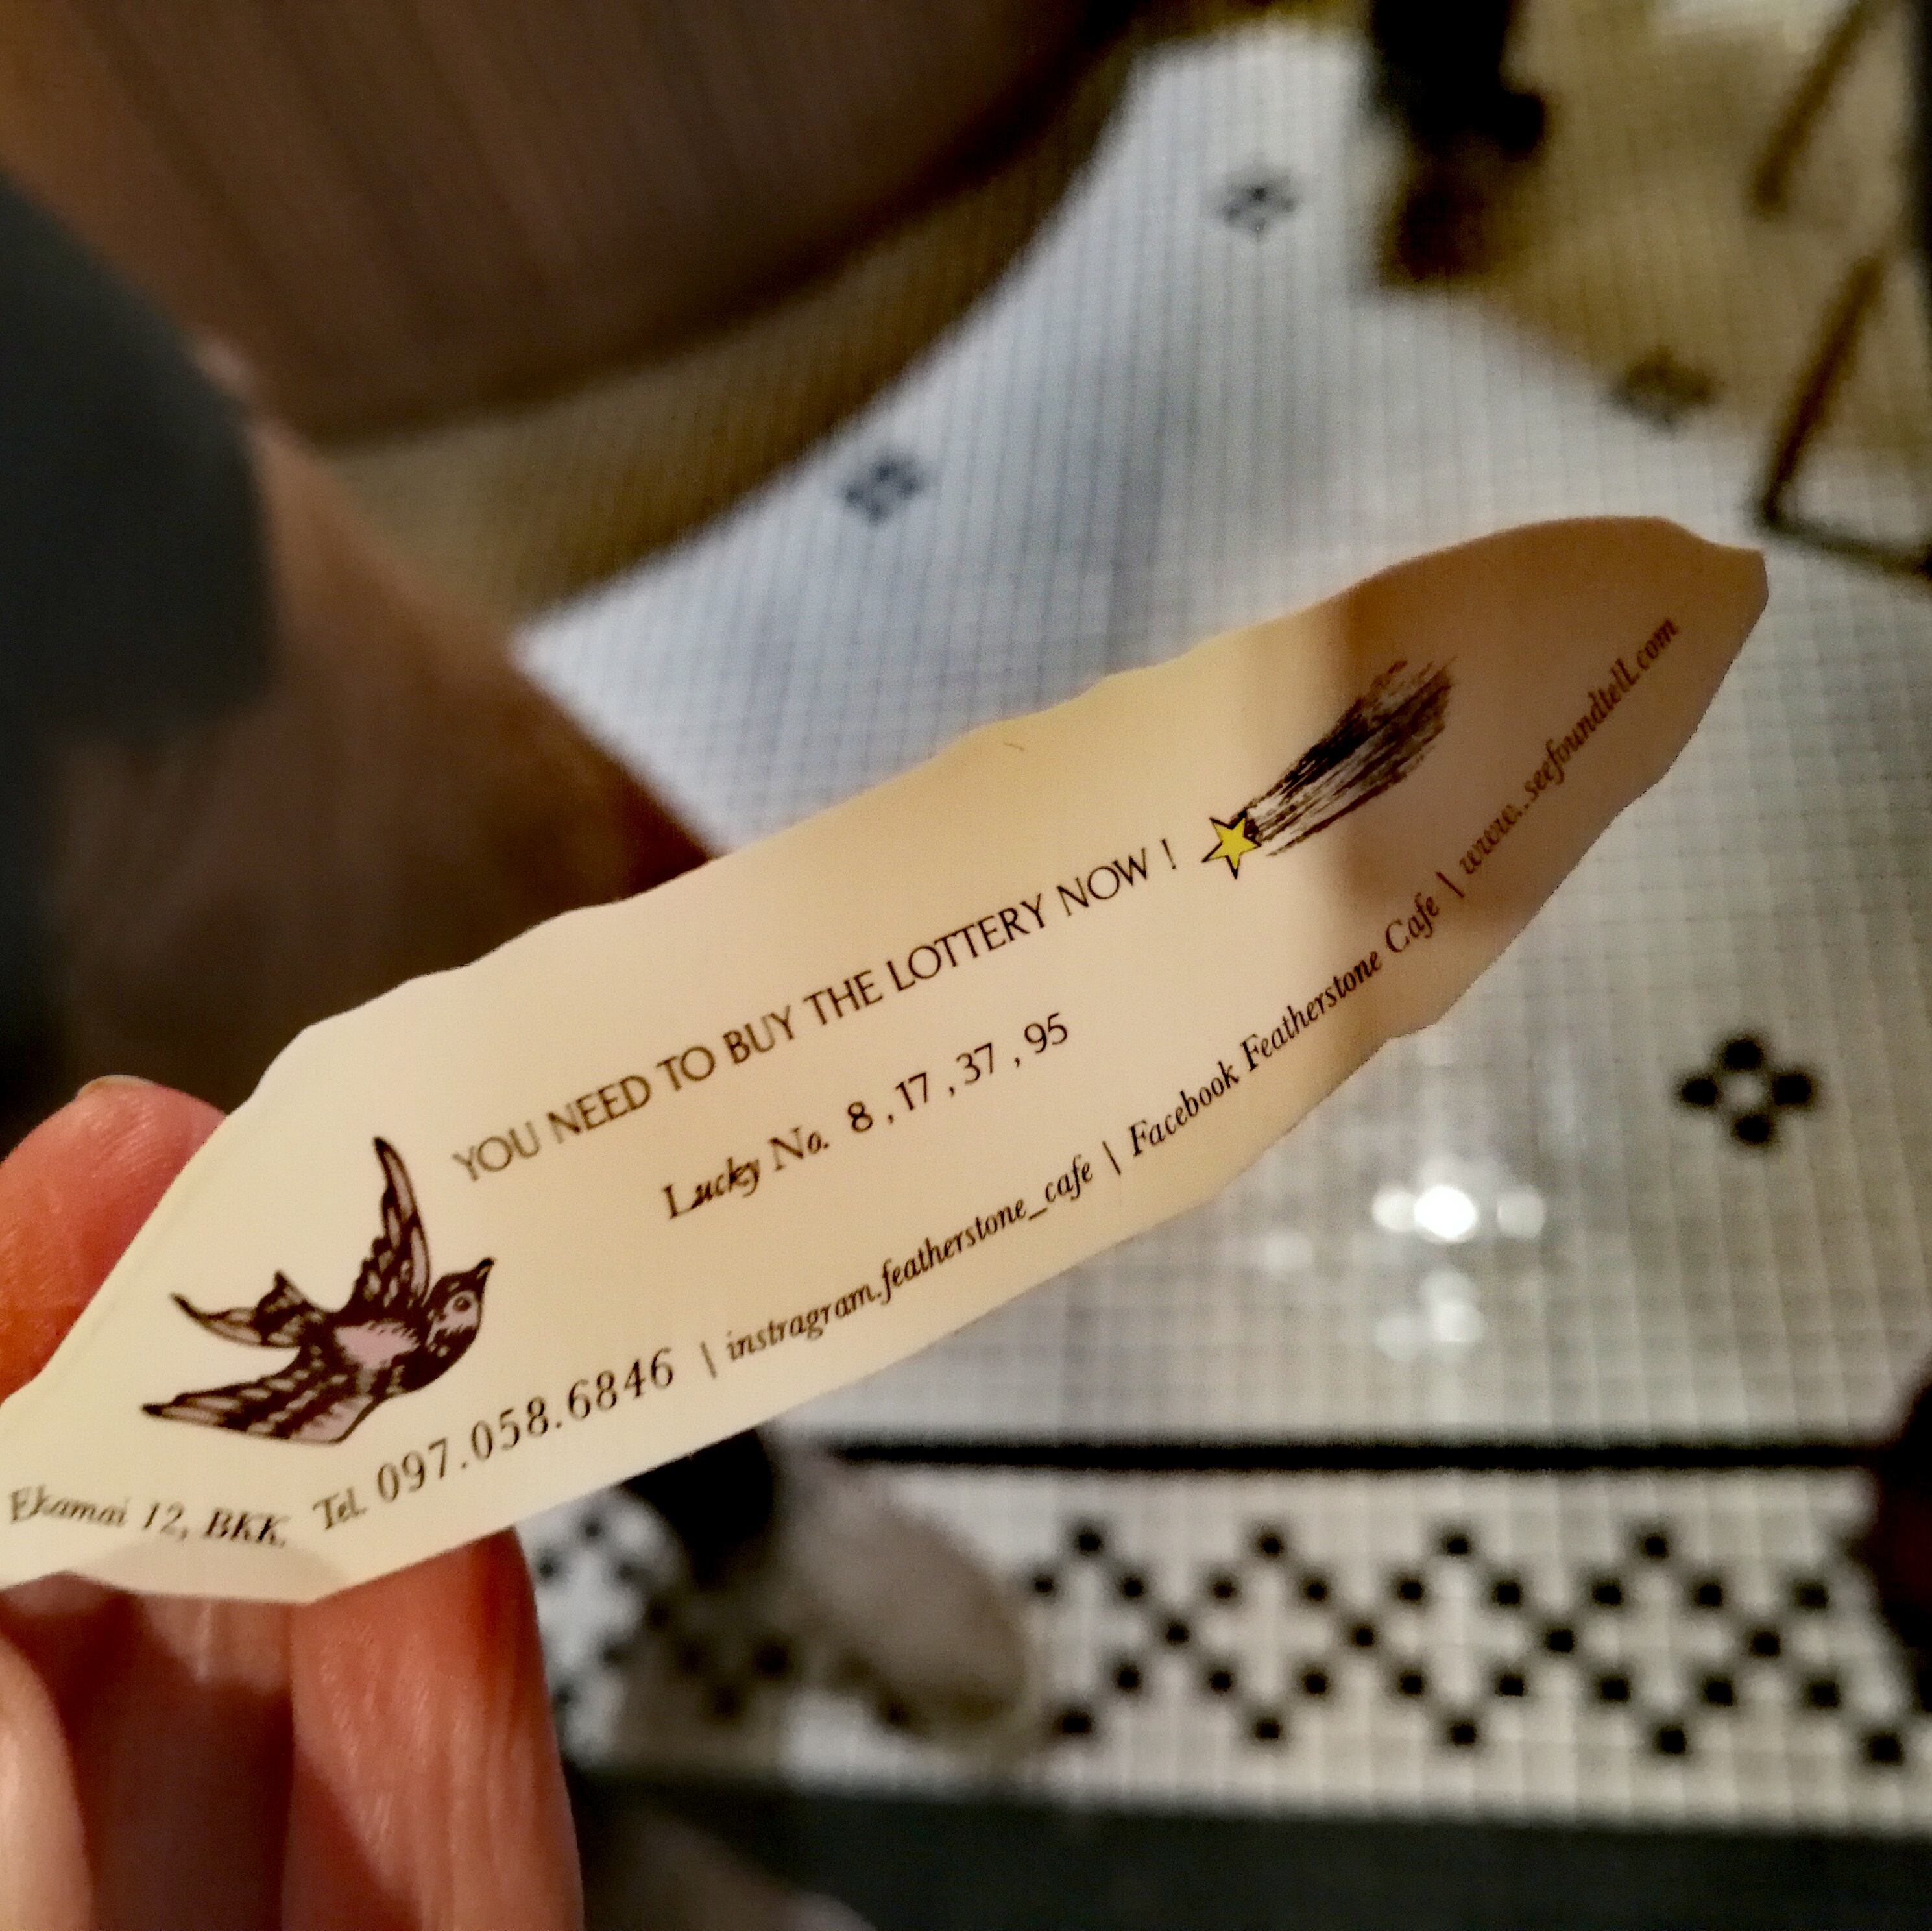 YOU NEED TO BUY THE LOTTERY NOW !
Lucky No. 8 , 17 , 37 , 95
Ekamai 12, BKK. Tel. 097.058.6846 | instragram.featherstone_cafe | Facebook Featherstone Cafe | www..seefoundtell.com